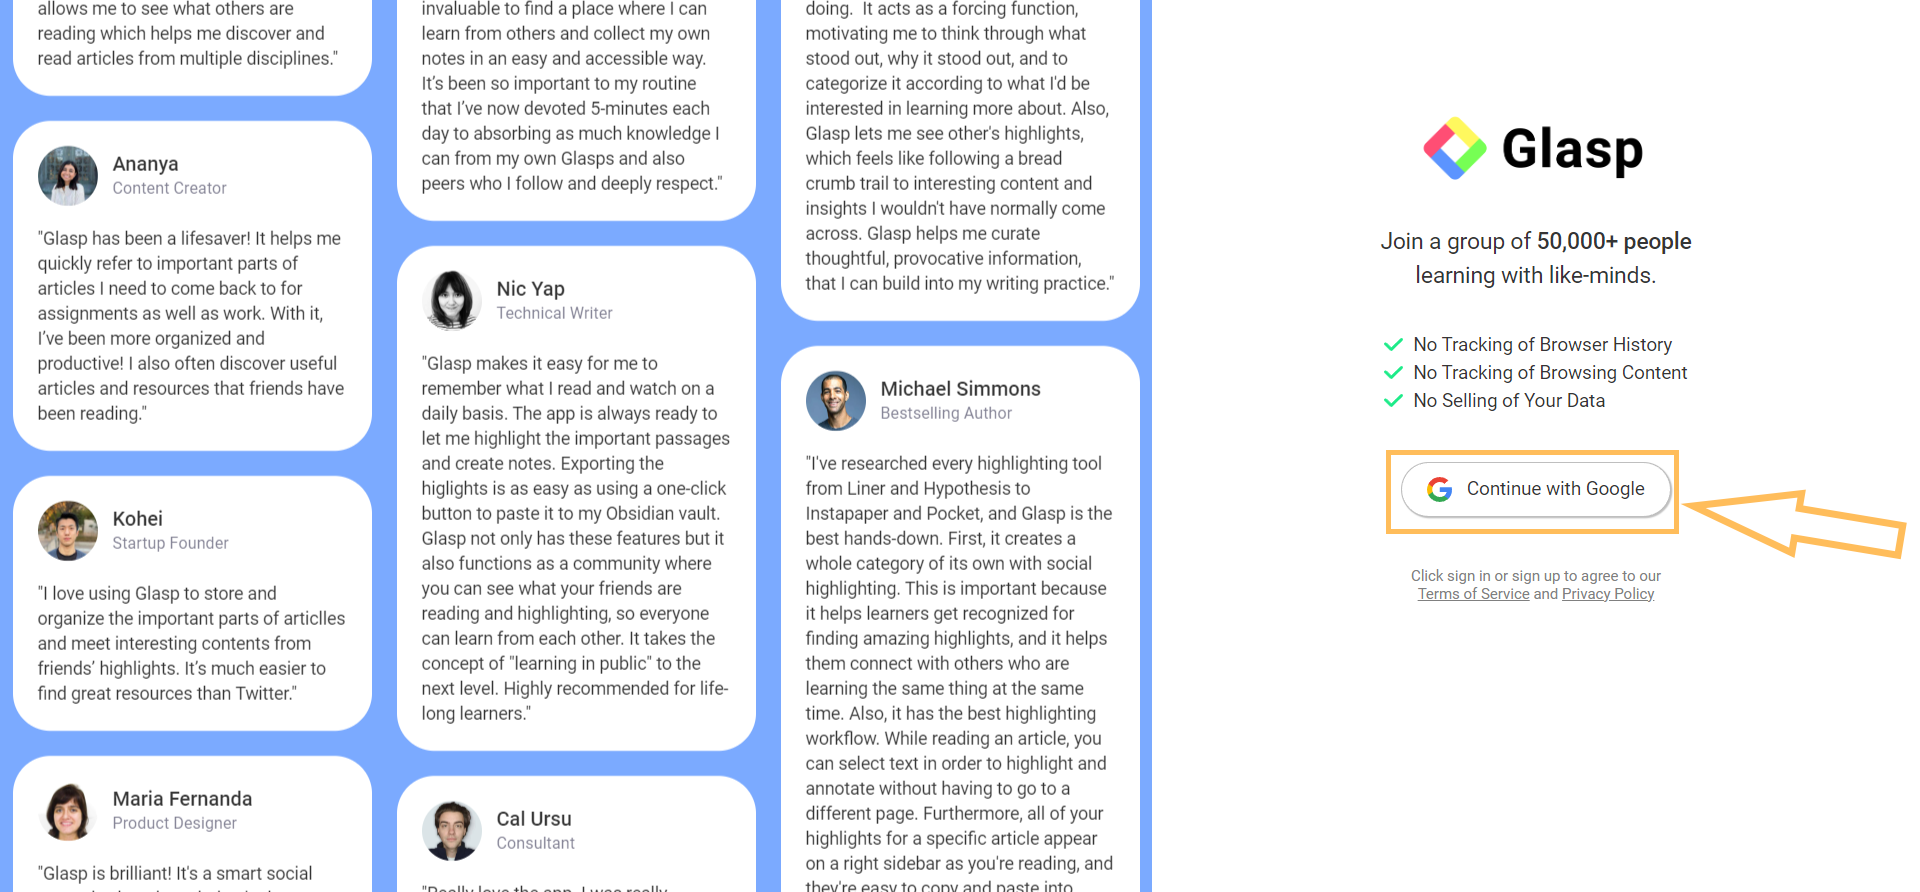 allows me to see what others are
reading which helps me discover and
read articles from multiple disciplines."
Ananya
Content Creator
"Glasp has been a lifesaver! It helps me
quickly refer to important parts of
articles I need to come back to for
assignments as well as work. With it,
I’ve been more organized and
productive! I also often discover useful
articles and resources that friends have
been reading."
Kohei
Startup Founder
"I love using Glasp to store and
organize the important parts of articlles
and meet interesting contents from
friends’ highlights. It’s much easier to
find great resources than Twitter."
Maria Fernanda
Product Designer
"Glasp is brilliant! It's a smart social
invaluable to find a place where I can
learn from others and collect my own
notes in an easy and accessible way.
It’s been so important to my routine
that I’ve now devoted 5-minutes each
day to absorbing as much knowledge I
can from my own Glasps and also
peers who I follow and deeply respect."
Nic Yap
Technical Writer
"Glasp makes it easy for me to
remember what I read and watch on a
daily basis. The app is always ready to
let me highlight the important passages
and create notes. Exporting the
higlights is as easy as using a one-click
button to paste it to my Obsidian vault.
Glasp not only has these features but it
also functions as a community where
you can see what your friends are
reading and highlighting, so everyone
can learn from each other. It takes the
concept of "learning in public" to the
next level. Highly recommended for life-
long learners."
Cal Ursu
Consultant
"Really love the app. I was really
doing. It acts as a forcing function,
motivating me to think through what
stood out, why it stood out, and to
categorize it according to what I'd be
interested in learning more about. Also,
Glasp lets me see other's highlights,
which feels like following a bread
crumb trail to interesting content and
insights I wouldn't have normally come
across. Glasp helps me curate
thoughtful, provocative information,
that I can build into my writing practice."
Michael Simmons
Bestselling Author
"I've researched every highlighting tool
from Liner and Hypothesis to
Instapaper and Pocket, and Glasp is the
best hands-down. First, it creates a
whole category of its own with social
highlighting. This is important because
it helps learners get recognized for
finding amazing highlights, and it helps
them connect with others who are
learning the same thing at the same
time. Also, it has the best highlighting
workflow. While reading an article, you
can select text in order to highlight and
annotate without having to go to a
different page. Furthermore, all of your
highlights for a specific article appear
on a right sidebar as you're reading, and
they're easy to copy and paste into
Glasp
Join a group of 50,000+ people
learning with like-minds.
No Tracking of Browser History
No Tracking of Browsing Content
No Selling of Your Data
Continue with Google
Click sign in or sign up to agree to our
Terms of Service and Privacy Policy